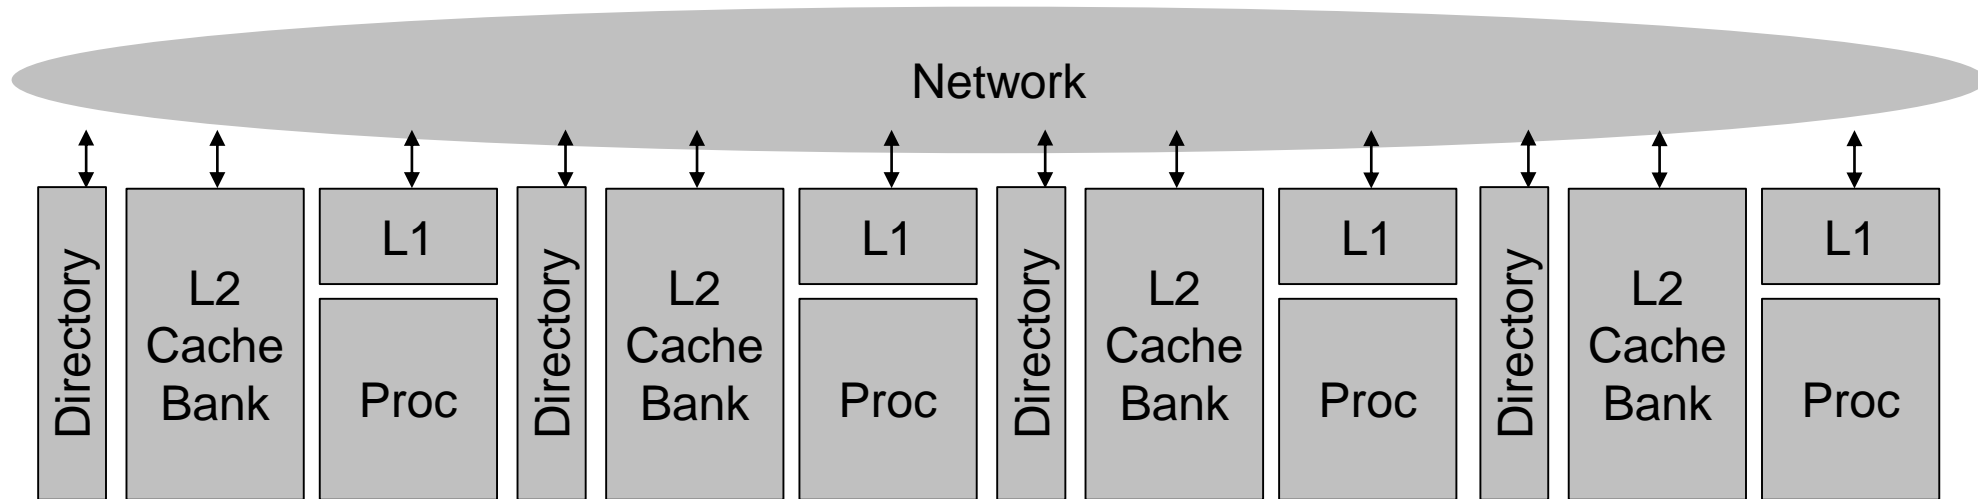 Network
Directory
L2
Cache
Bank
L1
Proc
Directory
L2
Cache
Bank
L1
Proc
Directory
L2
Cache
Bank
L1
Proc
Directory
L2
Cache
Bank
L1
Proc